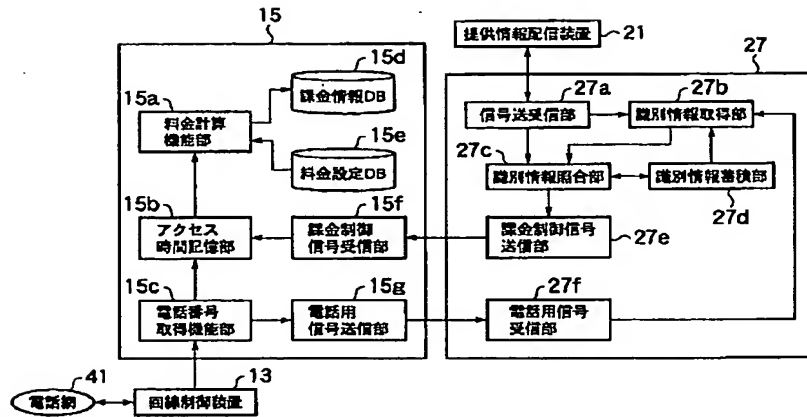 15
提供情報配信装置
21
27
15d
課金情報DB
15a
料金計算
機能部
15e
料金設定DB
27a
信号送受信部
27b
識別情報取得部
27c
識別情報照合部
識別情報蓄積部
27d
15b
アクセス
時間記憶部
15f
課金制御
信号受信部
課金制御信号
送信部
27e
15c
電話番号
取得機能部
15g
電話用
信号送信部
27f
電話用信号
受信部
41
電話網
13
回線制御装置